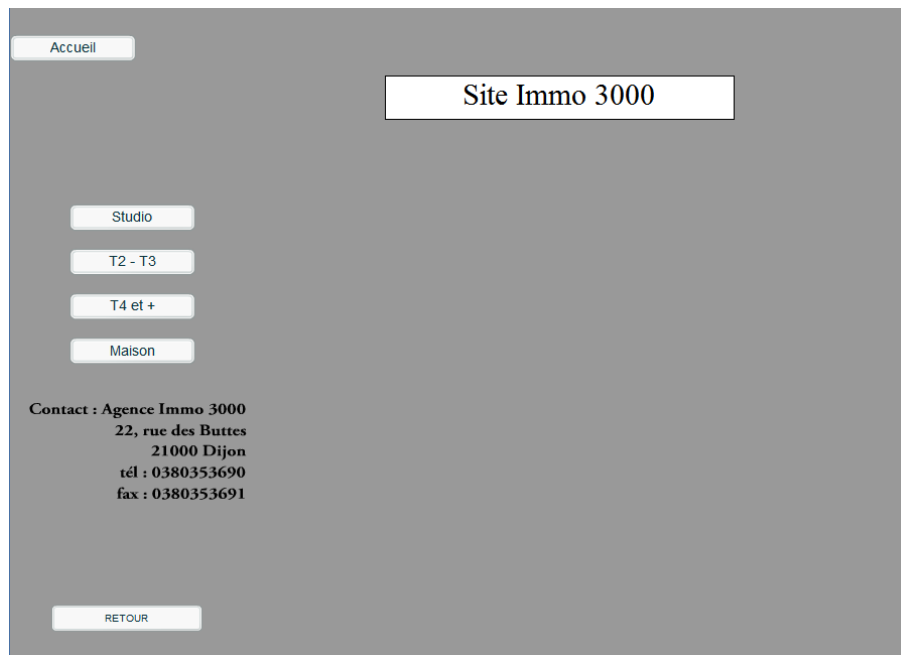 Accueil
Site Immo 3000
Studio
T2 - T3
T4 et +
Maison
Contact : Agence Immo 3000
22, rue des Buttes
21000 Dijon
tél : 0380353690
fax : 0380353691
RETOUR